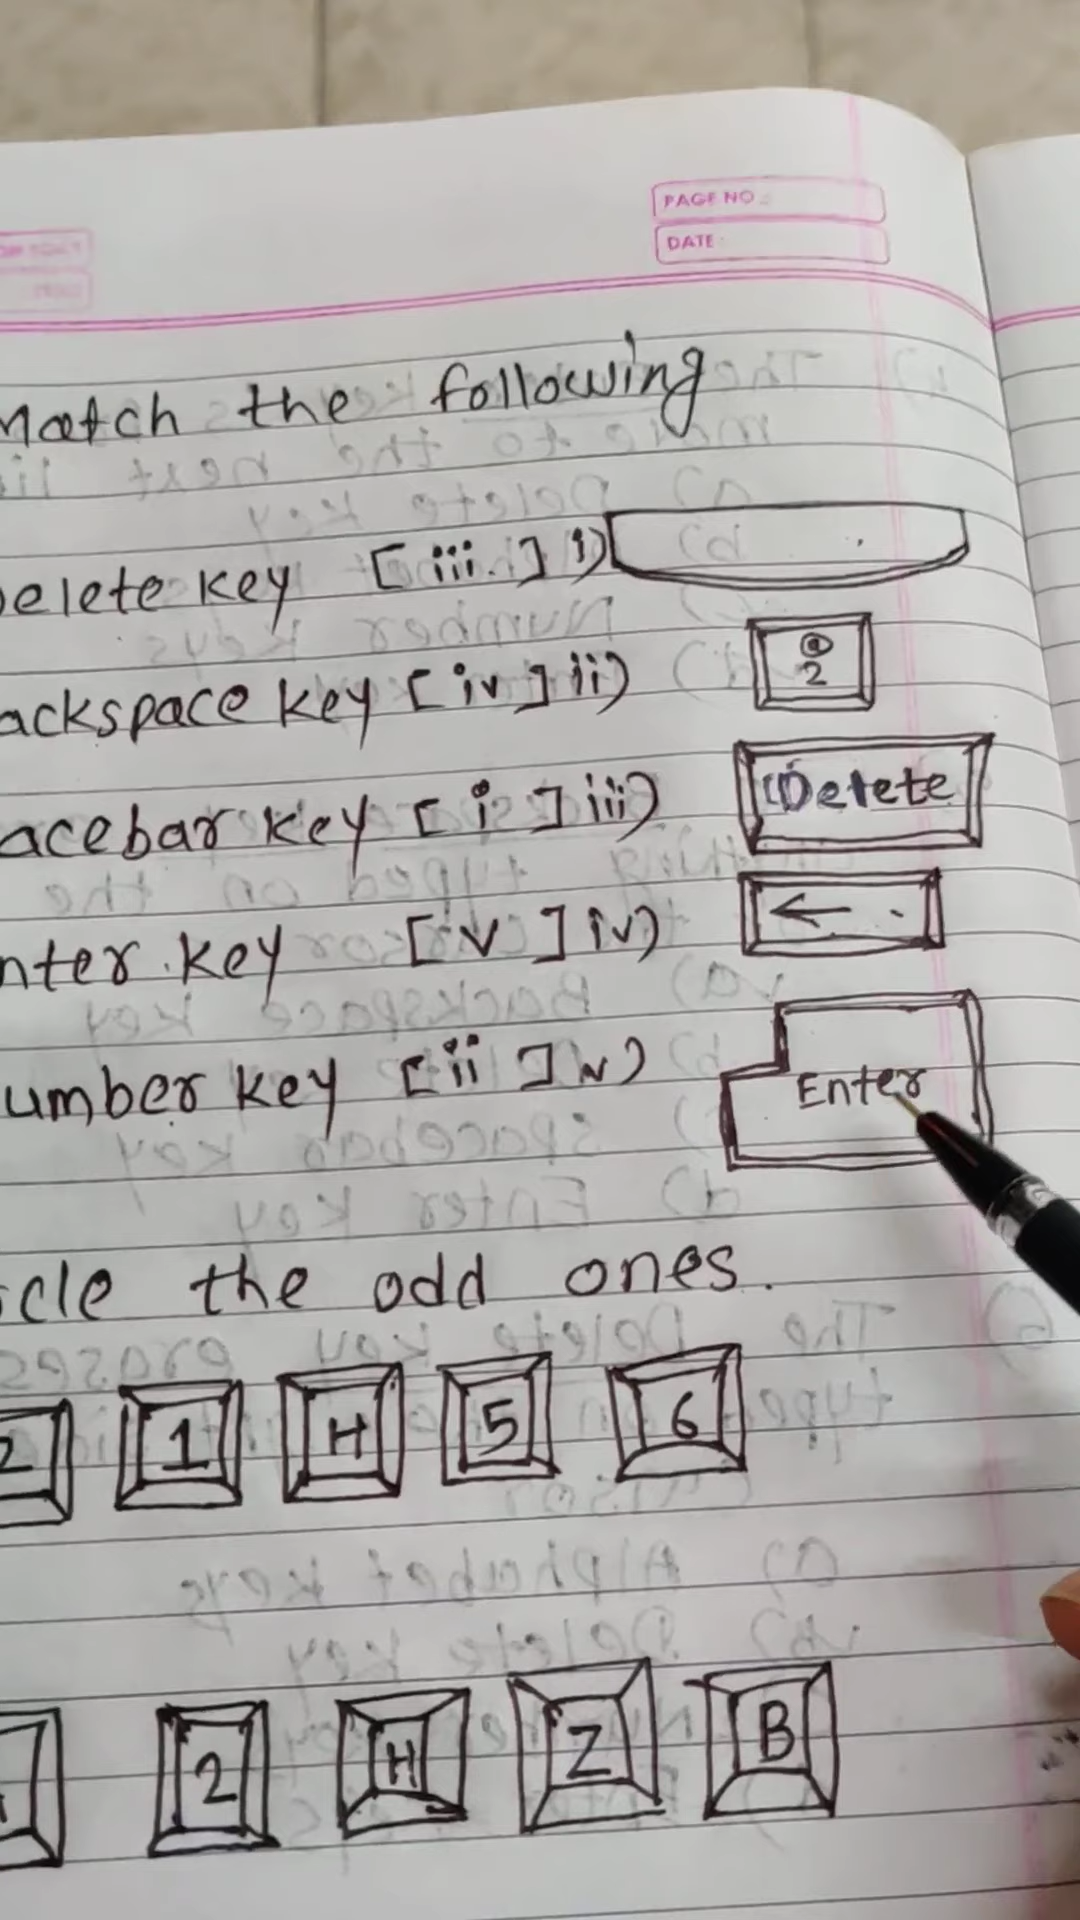 PAGE NO.
DATE:
Match the following
elete key [iii.] i)
ackspace key [iv] ii) @ 2
acebar key [i] iii) Delete
nter key [v] iv) ←
umber key [ii] v) Enter
cle the odd ones.
2 1 H 5 6
2 H Z B